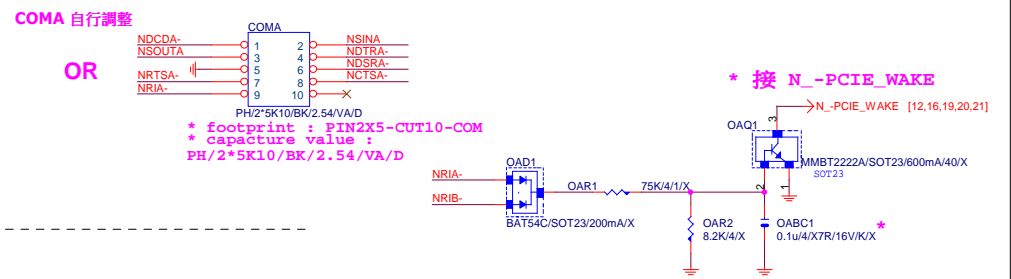 COMA 自行調整
COMA
NDCDA-
NSOUTA
NRTSA-
NRIA-
1
3
5
7
9
2
4
6
8
10
NSINA
NDTRA-
NDSRA-
NCTSA-
OR
PH/2*5K10/BK/2.54/VA/D
* footprint : PIN2X5-CUT10-COM
* capacture value :
PH/2*5K10/BK/2.54/VA/D
* 接 N_-PCIE_WAKE
N_-PCIE_WAKE [12,16,19,20,21]
OAQ1
3
MMBT2222A/SOT23/600mA/40/X
SOT23
2
1
OAD1
NRIA-
NRIB-
BAT54C/SOT23/200mA/X
OAR1
75K/4/1/X
OAR2
8.2K/4/X
OABC1
0.1u/4/X7R/16V/K/X
*